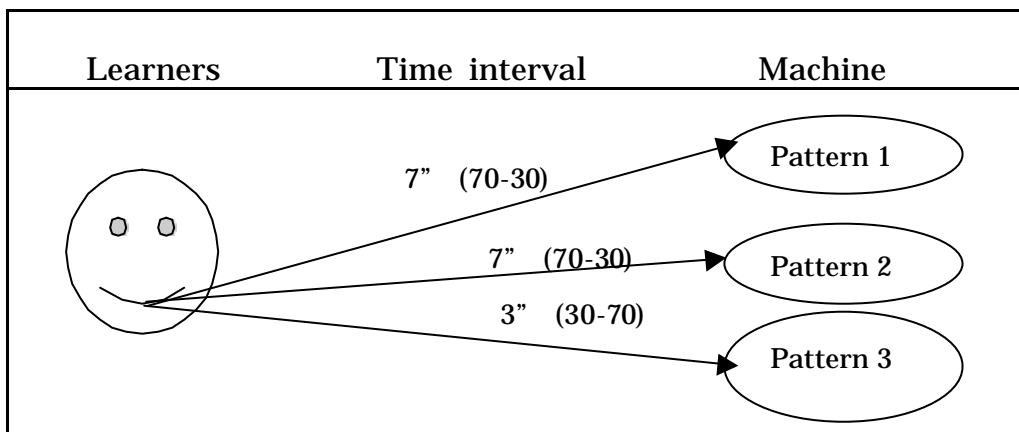 Learners Time interval Machine
7” (70-30) Pattern 1
7” (70-30) Pattern 2
3” (30-70) Pattern 3